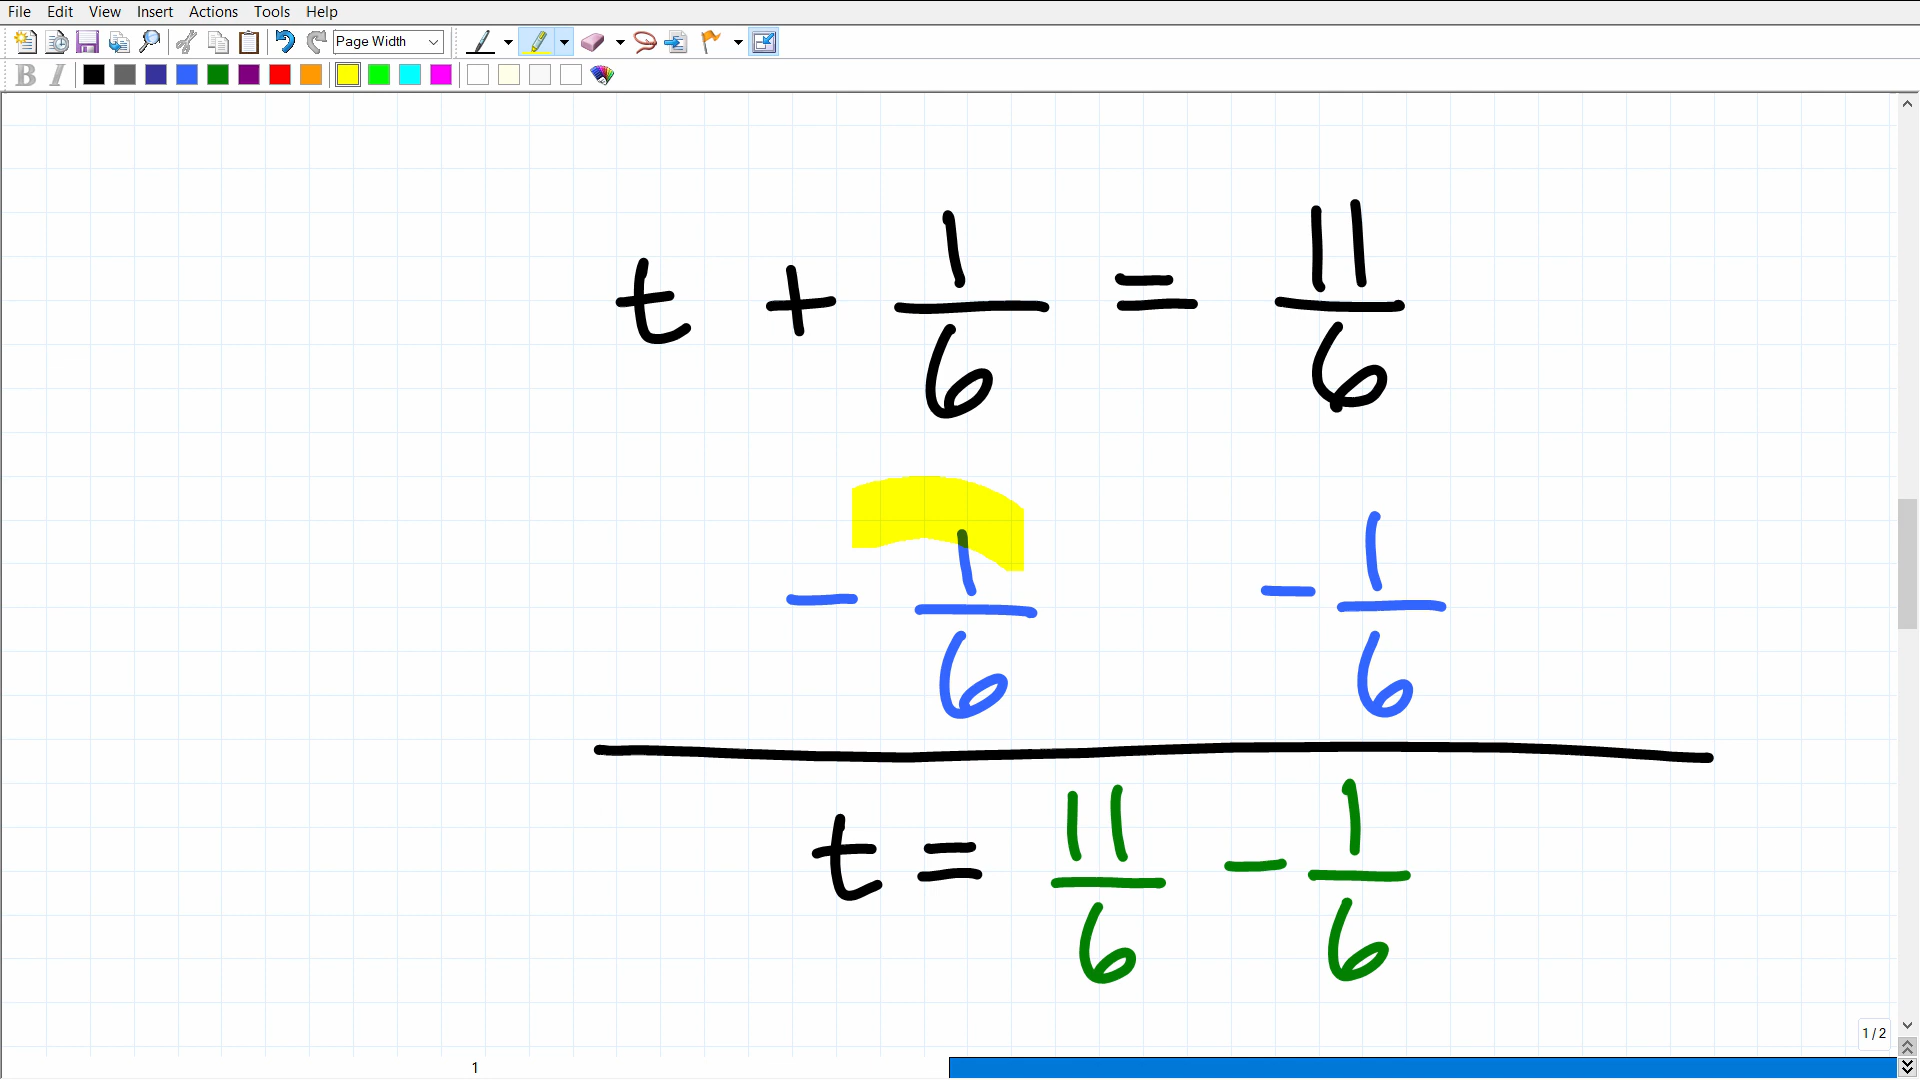 File Edit View Insert Actions Tools Help
Page Width
B I
t + 1/6 = 11/6
- 1/6 - 1/6
t = 11/6 - 1/6
1 / 2
1